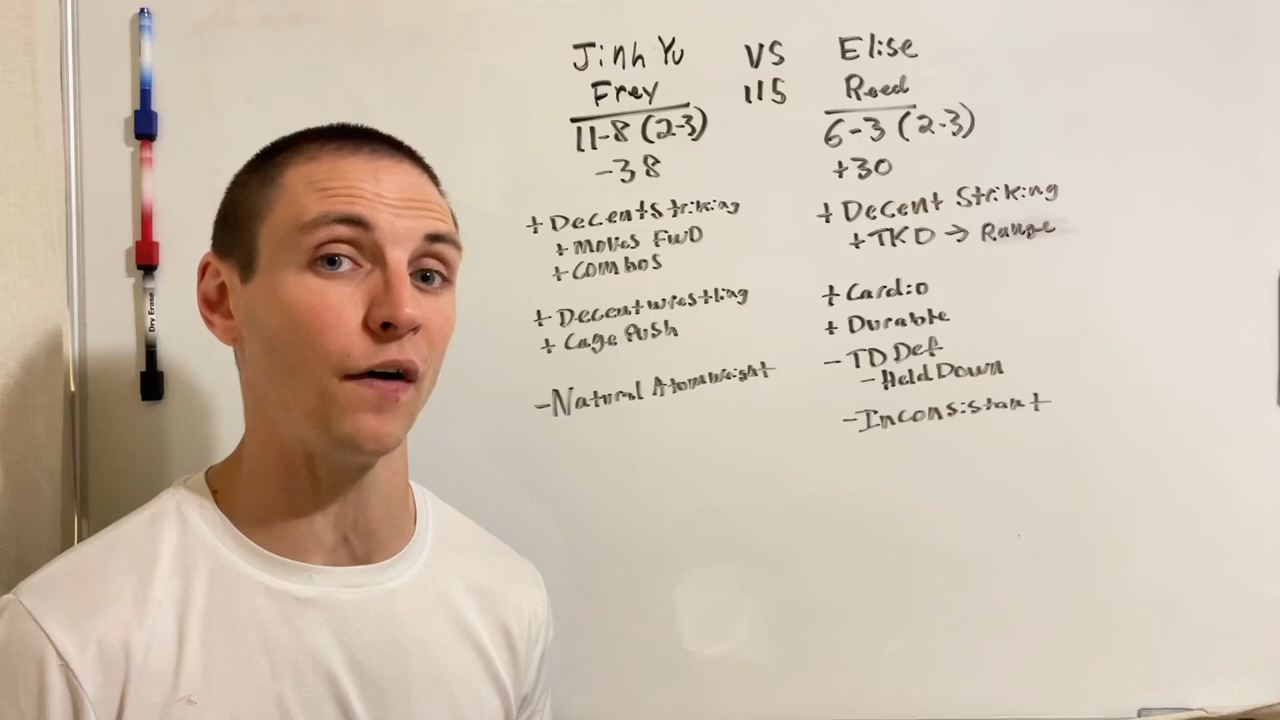 Jinh Yu VS Elise
Frey 115 Reed
11-8 (2-3) 6-3 (2-3)
-38 +30
+ Decent Striking
+ Moves FWD
+ Combos
+ Decent wrestling
+ Cage Push
- Natural Atomweight
+ Decent Striking
+ TKD → Range
+ Cardio
+ Durable
- TD Def
- Held Down
- Inconsistant
Dry Erase